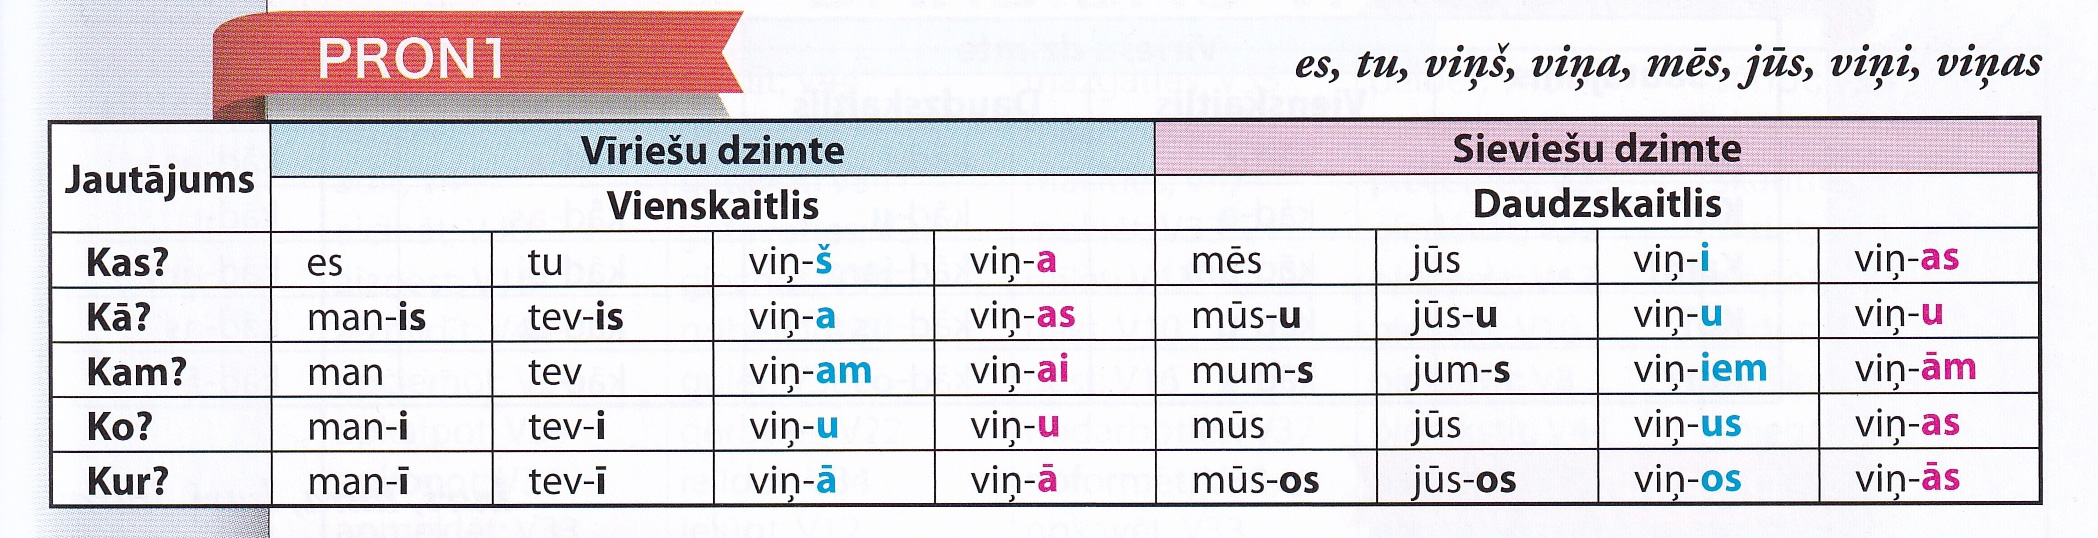 PRON1
es, tu, viņš, viņa, mēs, jūs, viņi, viņas
Jautājums Vīriešu dzimte Sieviešu dzimte
Vienskaitlis Daudzskaitlis
Kas? es tu viņ-š viņ-a mēs jūs viņ-i viņ-as
Kā? man-is tev-is viņ-a viņ-as mūs-u jūs-u viņ-u viņ-u
Kam? man tev viņ-am viņ-ai mum-s jum-s viņ-iem viņ-ām
Ko? man-i tev-i viņ-u viņ-u mūs jūs viņ-us viņ-as
Kur? man-ī tev-ī viņ-ā viņ-ā mūs-os jūs-os viņ-os viņ-ās